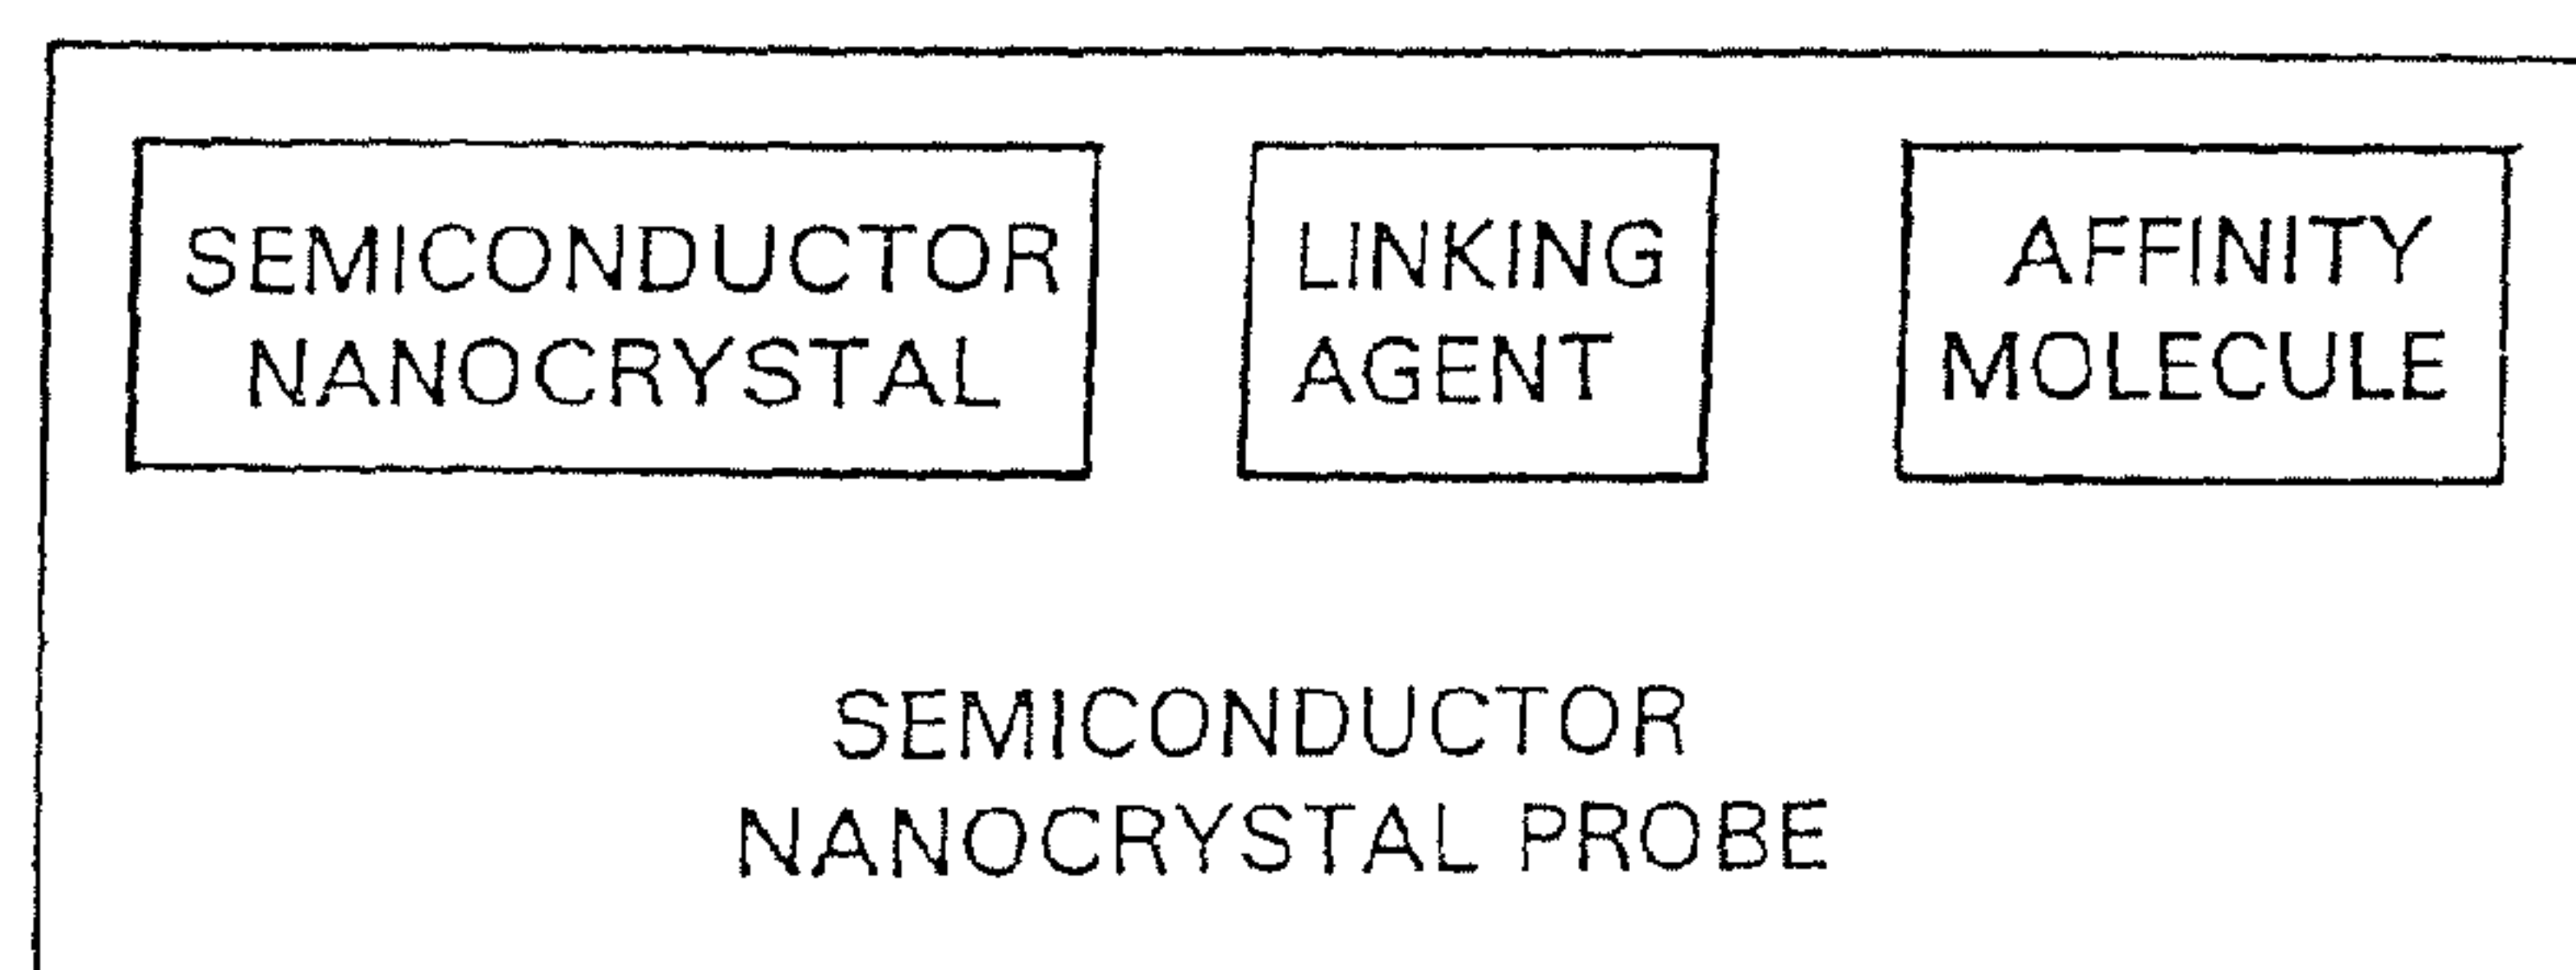 SEMICONDUCTOR
NANOCRYSTAL
LINKING
AGENT
AFFINITY
MOLECULE
SEMICONDUCTOR
NANOCRYSTAL PROBE